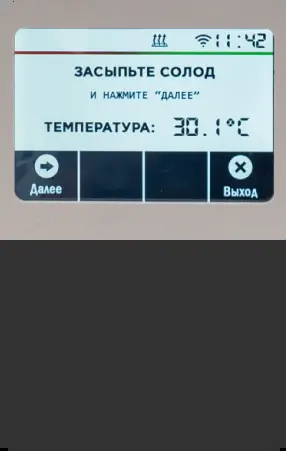 11:42
ЗАСЫПЬТЕ СОЛОД
И НАЖМИТЕ "ДАЛЕЕ"
ТЕМПЕРАТУРА: 30.1°C
Далее Выход